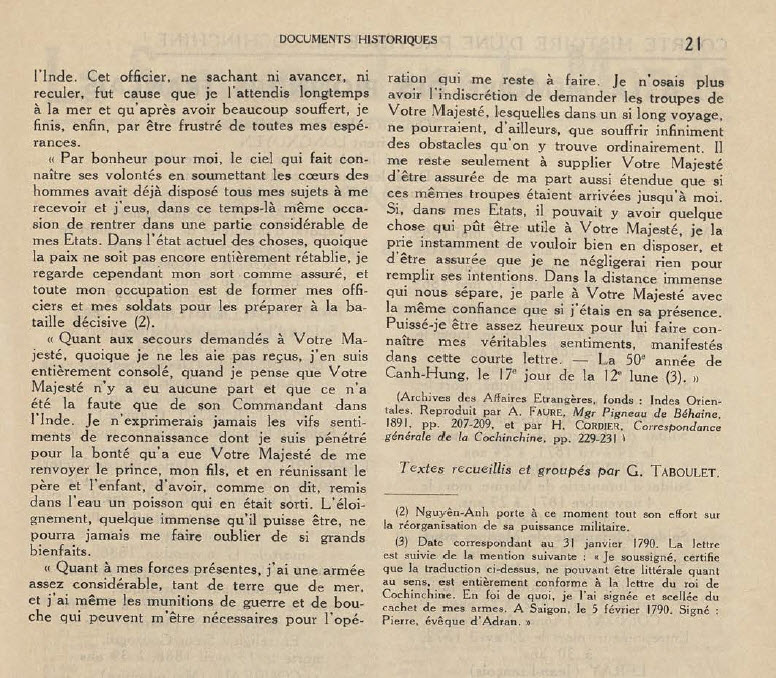 DOCUMENTS HISTORIQUES
21
l'Inde. Cet officier, ne sachant ni avancer, ni
reculer, fut cause que je l'attendis longtemps
à la mer et qu'après avoir beaucoup souffert, je
finis, enfin, par être frustré de toutes mes espé-
rances.
« Par bonheur pour moi, le ciel qui fait con-
naître ses volontés en soumettant les cœurs des
hommes avait déjà disposé tous mes sujets à me
recevoir et j'eus, dans ce temps-là même occa-
sion de rentrer dans une partie considérable de
mes Etats. Dans l'état actuel des choses, quoique
la paix ne soit pas encore entièrement rétablie, je
regarde cependant mon sort comme assuré, et
toute mon occupation est de former mes offi-
ciers et mes soldats pour les préparer à la ba-
taille décisive (2).
« Quant aux secours demandés à Votre Ma-
jesté, quoique je ne les aie pas reçus, j'en suis
entièrement consolé, quand je pense que Votre
Majesté n'y a eu aucune part et que ce n'a
été la faute que de son Commandant dans
l'Inde. Je n'exprimerais jamais les vifs senti-
ments de reconnaissance dont je suis pénétré
pour la bonté qu'a eue Votre Majesté de me
renvoyer le prince, mon fils, et en réunissant le
père et l'enfant, d'avoir, comme on dit, remis
dans l'eau un poisson qui en était sorti. L'éloi-
gnement, quelque immense qu'il puisse être, ne
pourra jamais me faire oublier de si grands
bienfaits.
« Quant à mes forces présentes, j'ai une armée
assez considérable, tant de terre que de mer,
et j'ai même les munitions de guerre et de bou-
che qui peuvent m'être nécessaires pour l'opé-
ration qui me reste à faire. Je n'osais plus
avoir l'indiscrétion de demander les troupes de
Votre Majesté, lesquelles dans un si long voyage,
ne pourraient, d'ailleurs, que souffrir infiniment
des obstacles qu'on y trouve ordinairement. Il
me reste seulement à supplier Votre Majesté
d'être assurée de ma part aussi étendue que si
ces mêmes troupes étaient arrivées jusqu'à moi.
Si, dans mes Etats, il pouvait y avoir quelque
chose qui pût être utile à Votre Majesté, je la
prie instamment de vouloir bien en disposer, et
d'être assurée que je ne négligerai rien pour
remplir ses intentions. Dans la distance immense
qui nous sépare, je parle à Votre Majesté avec
la même confiance que si j'étais en sa présence.
Puissé-je être assez heureux pour lui faire con-
naître mes véritables sentiments, manifestés
dans cette courte lettre. — La 50e année de
Canh-Hung, le 17e jour de la 12e lune (3). »
(Archives des Affaires Etrangères, fonds : Indes Orien-
tales. Reproduit par A. FAURE, Mgr Pigneau de Béhaine,
1891, pp. 207-209, et par H. CORDIER, Correspondance
générale de la Cochinchine, pp. 229-231)
Textes recueillis et groupés par G. TABOULET.
(2) Nguyên-Anh porte à ce moment tout son effort sur
la réorganisation de sa puissance militaire.
(3) Date correspondant au 31 janvier 1790. La lettre
est suivie de la mention suivante : « Je soussigné, certifie
que la traduction ci-dessus, ne pouvant être littérale quant
au sens, est entièrement conforme à la lettre du roi de
Cochinchine. En foi de quoi, je l'ai signée et scellée du
cachet de mes armes. A Saigon, le 5 février 1790. Signé :
Pierre, évêque d'Adran. »